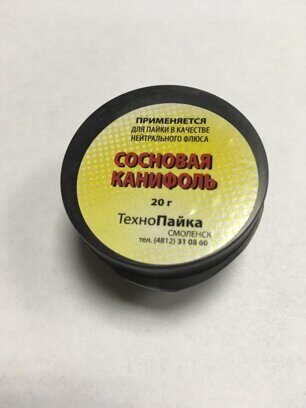 ПРИМЕНЯЕТСЯ
ДЛЯ ПАЙКИ В КАЧЕСТВЕ
НЕЙТРАЛЬНОГО ФЛЮСА
СОСНОВАЯ
КАНИФОЛЬ
20 г
ТехноПайка
СМОЛЕНСК
тел. (4812) 31 08 60